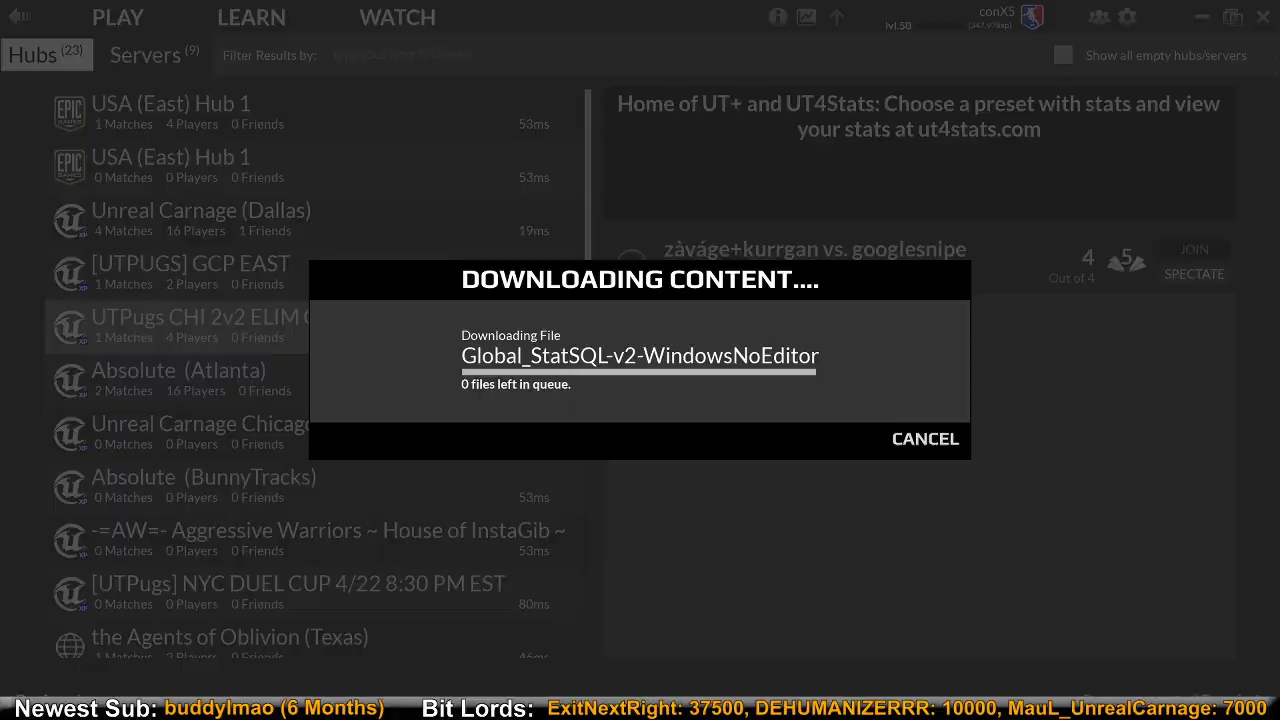 PLAY LEARN WATCH
lvl.50 conX5
Hubs (23) Servers (9) Filter Results by: Show all empty hubs/servers
USA (East) Hub 1
1 Matches 4 Players 0 Friends 53ms
USA (East) Hub 1
0 Matches 0 Players 0 Friends 53ms
Unreal Carnage (Dallas)
4 Matches 16 Players 1 Friends 19ms
[UTPUGS] GCP EAST
1 Matches 2 Players 0 Friends
UTPugs CHI 2v2 ELIM
1 Matches 4 Players 0 Friends
Absolute (Atlanta)
2 Matches 16 Players 0 Friends
Unreal Carnage Chicago
0 Matches 0 Players 0 Friends
Absolute (BunnyTracks)
0 Matches 0 Players 0 Friends 53ms
-=AW=- Aggressive Warriors ~ House of InstaGib ~
0 Matches 0 Players 0 Friends 53ms
[UTPugs] NYC DUEL CUP 4/22 8:30 PM EST
0 Matches 0 Players 0 Friends 80ms
the Agents of Oblivion (Texas)
1 Matches 2 Players 0 Friends 46ms
Home of UT+ and UT4Stats: Choose a preset with stats and view
your stats at ut4stats.com
zàváge+kurrgan vs. googlesnipe
4 5 JOIN
Out of 4 SPECTATE
DOWNLOADING CONTENT....
Downloading File
Global_StatSQL-v2-WindowsNoEditor
0 files left in queue.
CANCEL
Newest Sub: buddylmao (6 Months) Bit Lords: ExitNextRight: 37500, DEHUMANIZERRR: 10000, MauL_UnrealCarnage: 7000